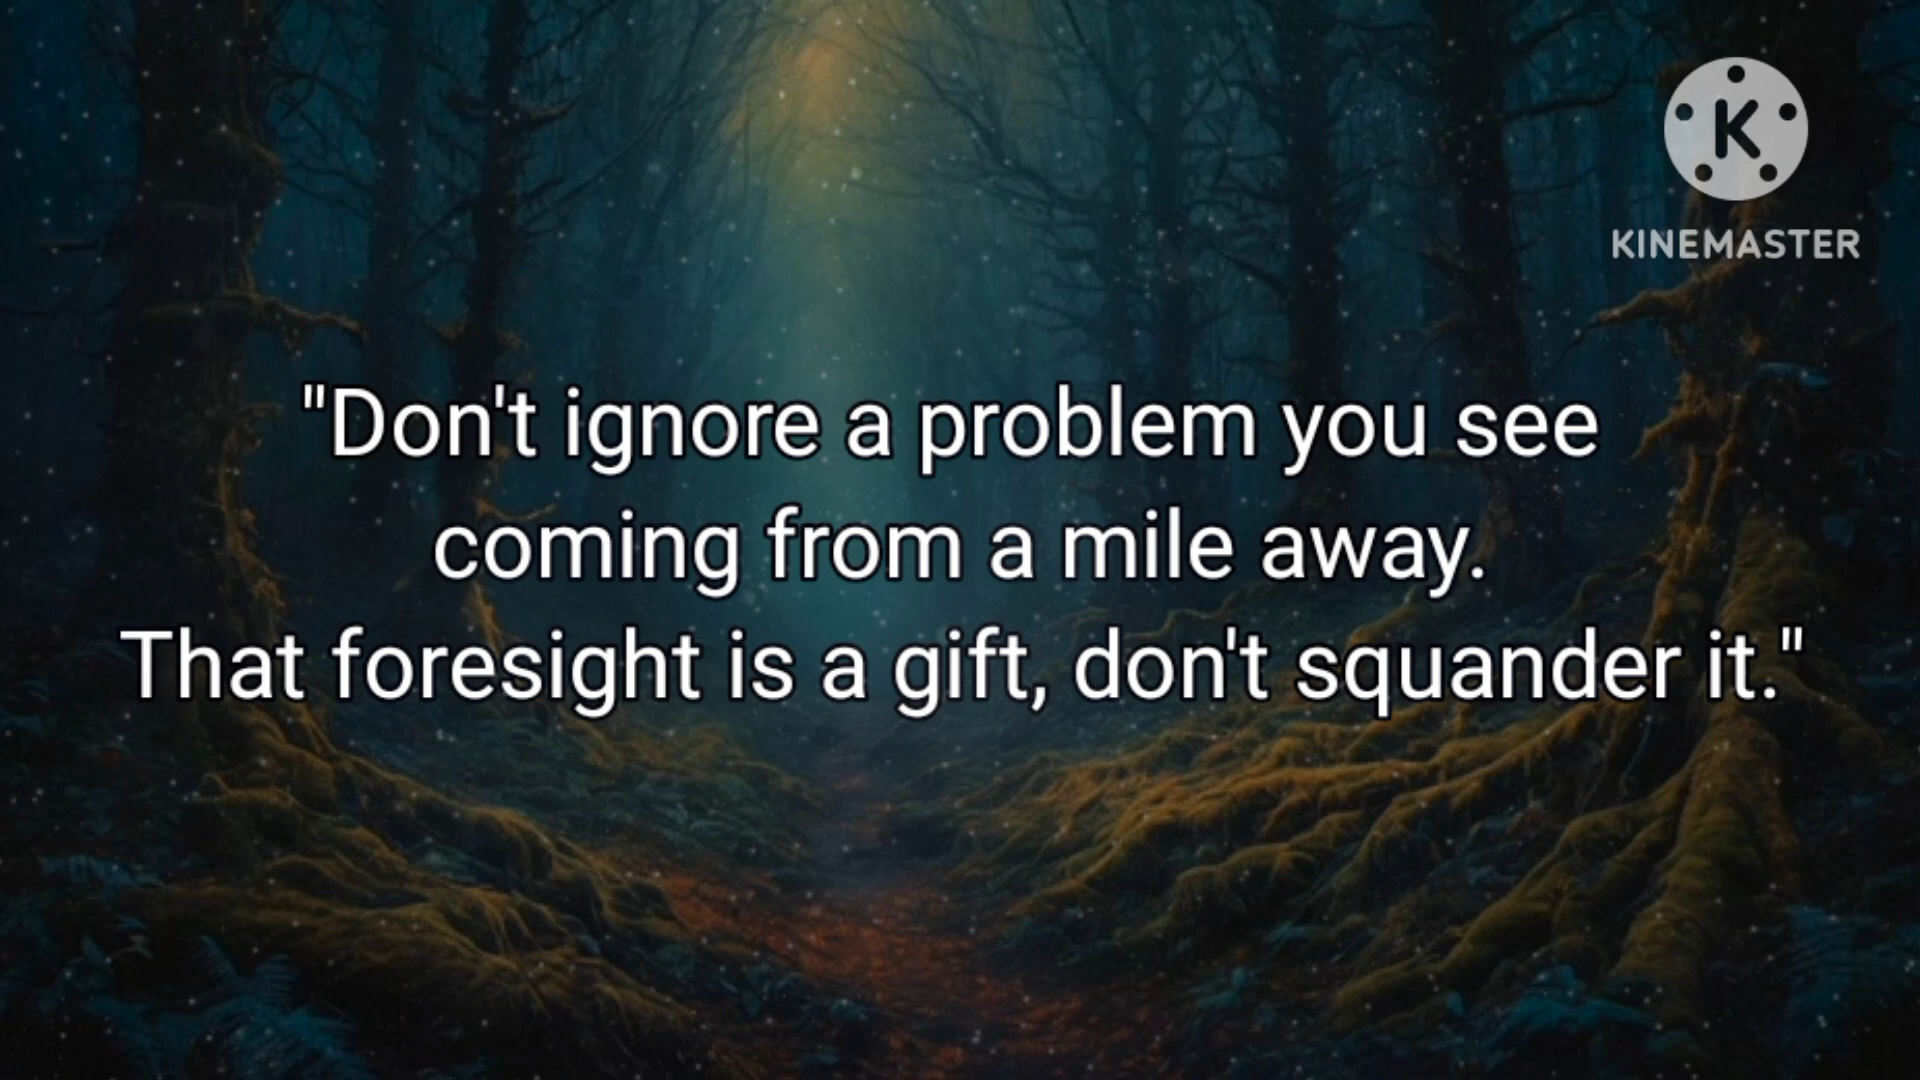 K
KINEMASTER
"Don't ignore a problem you see
coming from a mile away.
That foresight is a gift, don't squander it."